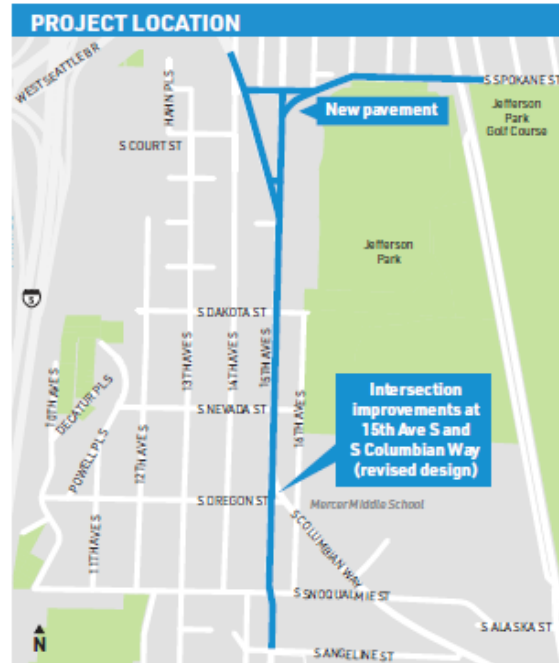 PROJECT LOCATION
WEST SEATTLE BR
HAHN PL S
S SPOKANE ST
New pavement
Jefferson
Park
Golf Course
S COURT ST
Jefferson
Park
5
S DAKOTA ST
13TH AVE S
14TH AVE S
15TH AVE S
16TH AVE S
10TH AVE S
DECATUR PL S
POWELL PL S
12TH AVE S
11TH AVE S
S NEVADA ST
Intersection
improvements at
15th Ave S and
S Columbian Way
(revised design)
S OREGON ST
Mercer Middle School
S COLUMBIAN WAY
S SNOQUALMIE ST
S ALASKA ST
S ANGELINE ST
N